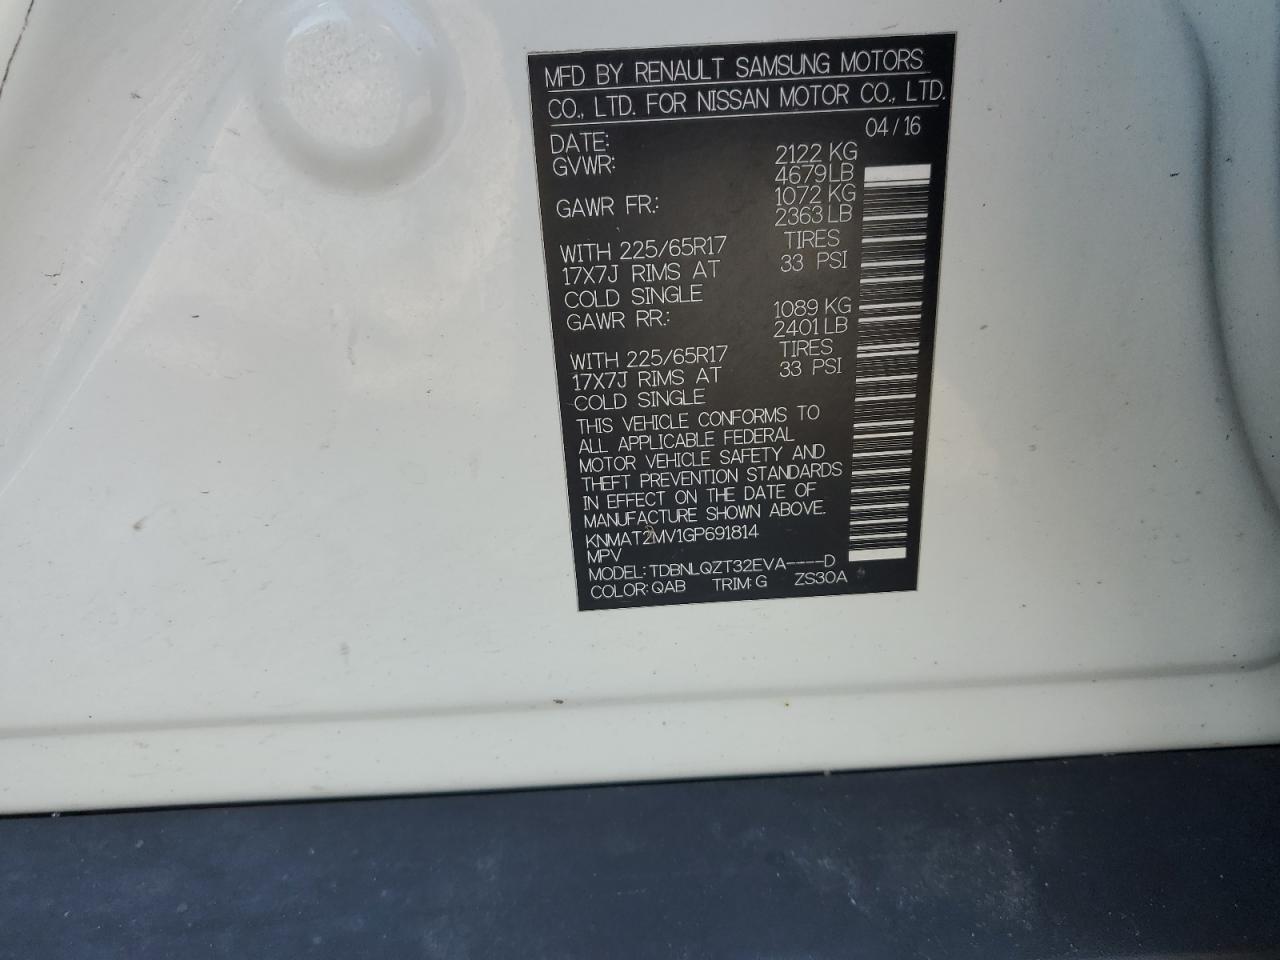 MFD BY RENAULT SAMSUNG MOTORS
CO., LTD. FOR NISSAN MOTOR CO., LTD.
DATE: 04/16
GVWR: 2122 KG
4679 LB
GAWR FR.: 1072 KG
2363 LB
WITH 225/65R17 TIRES
17X7J RIMS AT 33 PSI
COLD SINGLE
GAWR RR.: 1089 KG
2401 LB
WITH 225/65R17 TIRES
17X7J RIMS AT 33 PSI
COLD SINGLE
THIS VEHICLE CONFORMS TO
ALL APPLICABLE FEDERAL
MOTOR VEHICLE SAFETY AND
THEFT PREVENTION STANDARDS
IN EFFECT ON THE DATE OF
MANUFACTURE SHOWN ABOVE.
KNMAT2MV1GP691814
MPV
MODEL: TDBNLQZT32EVA----D
COLOR: QAB TRIM: G ZS30A